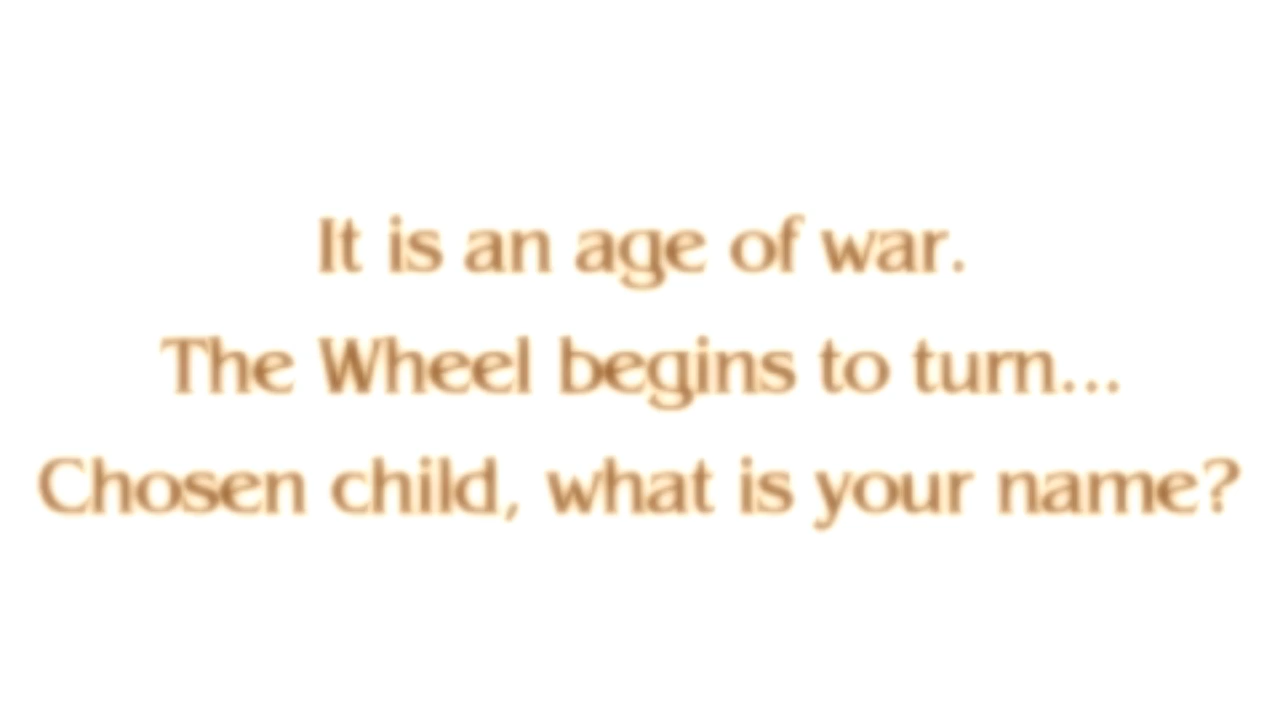 It is an age of war.
The Wheel begins to turn...
Chosen child, what is your name?